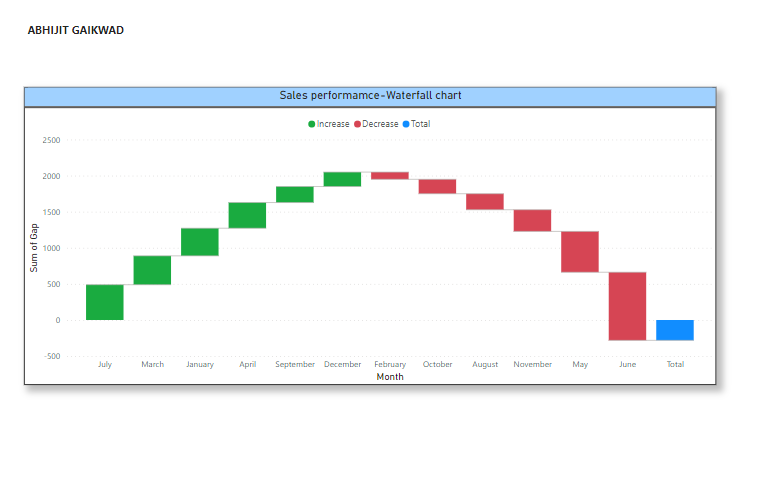 ABHIJIT GAIKWAD
Sales performamce-Waterfall chart
Increase Decrease Total
2500
2000
1500
1000
500
0
-500
Sum of Gap
July March January April September December February October August November May June Total
Month